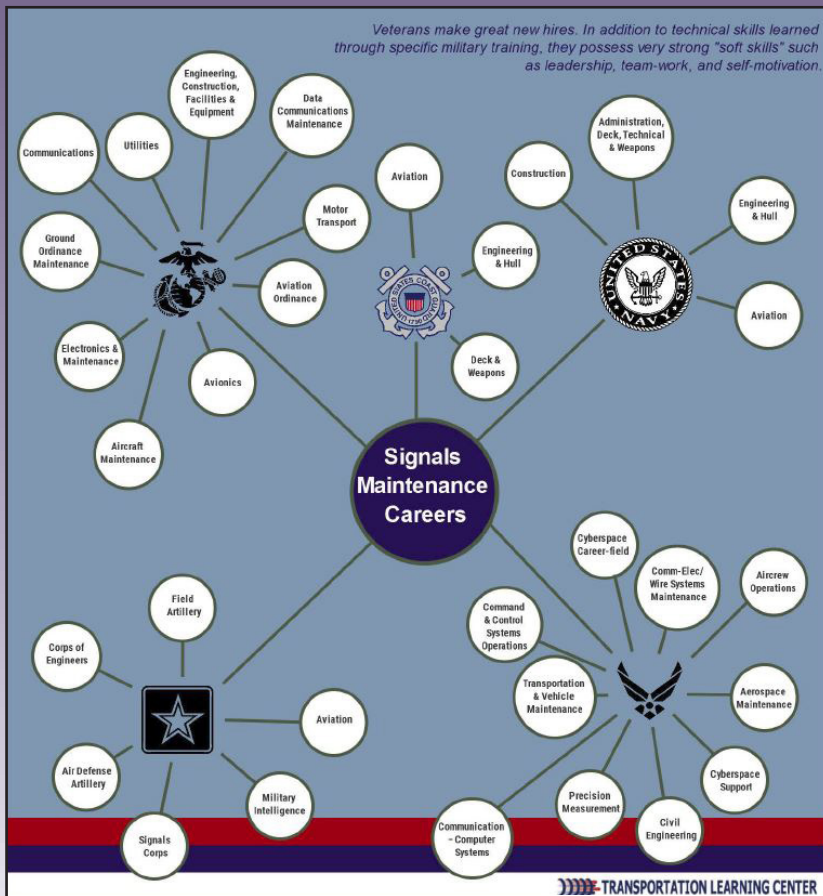 Veterans make great new hires. In addition to technical skills learned
through specific military training, they possess very strong "soft skills" such
as leadership, team-work, and self-motivation.
Engineering,
Construction,
Facilities &
Equipment
Data
Communications
Maintenance
Communications
Utilities
Motor
Transport
Ground
Ordinance
Maintenance
Aviation
Ordinance
Electronics &
Maintenance
Avionics
Aircraft
Maintenance
Aviation
Engineering
& Hull
Deck &
Weapons
UNITED STATES COAST GUARD
1790
Administration,
Deck, Technical
& Weapons
Construction
Engineering
& Hull
Aviation
UNITED STATES
NAVY
Signals
Maintenance
Careers
Field
Artillery
Corps of
Engineers
Aviation
Air Defense
Artillery
Military
Intelligence
Signals
Corps
Cyberspace
Career-field
Comm-Elec/
Wire Systems
Maintenance
Aircrew
Operations
Command
& Control
Systems
Operations
Transportation
& Vehicle
Maintenance
Aerospace
Maintenance
Cyberspace
Support
Precision
Measurement
Civil
Engineering
Communication
- Computer
Systems
TRANSPORTATION LEARNING CENTER